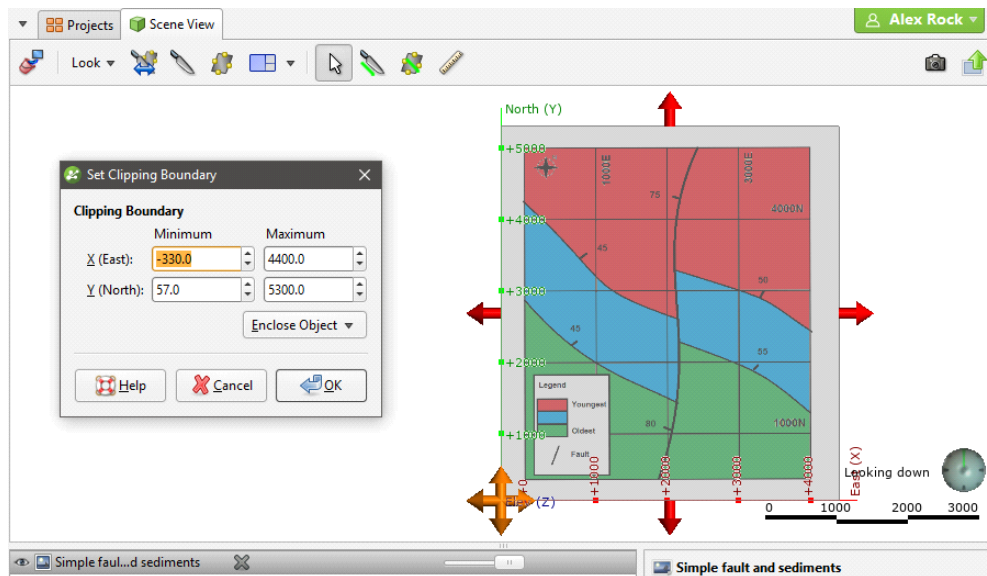 Projects
Scene View
Alex Rock
Look
Set Clipping Boundary
Clipping Boundary
Minimum Maximum
X (East): -330.0 4400.0
Y (North): 57.0 5300.0
Enclose Object
Help Cancel OK
North (Y)
+5000
1000E
3000E
75
4000N
+4000
45
+3000
50
45
55
+2000
Legend
Youngest
Oldest
Fault
80
1000N
+1000
0
+1000
+2000
+3000
+4000
East (X)
Elev (Z)
Looking down
0 1000 2000 3000
Simple faul...d sediments
Simple fault and sediments